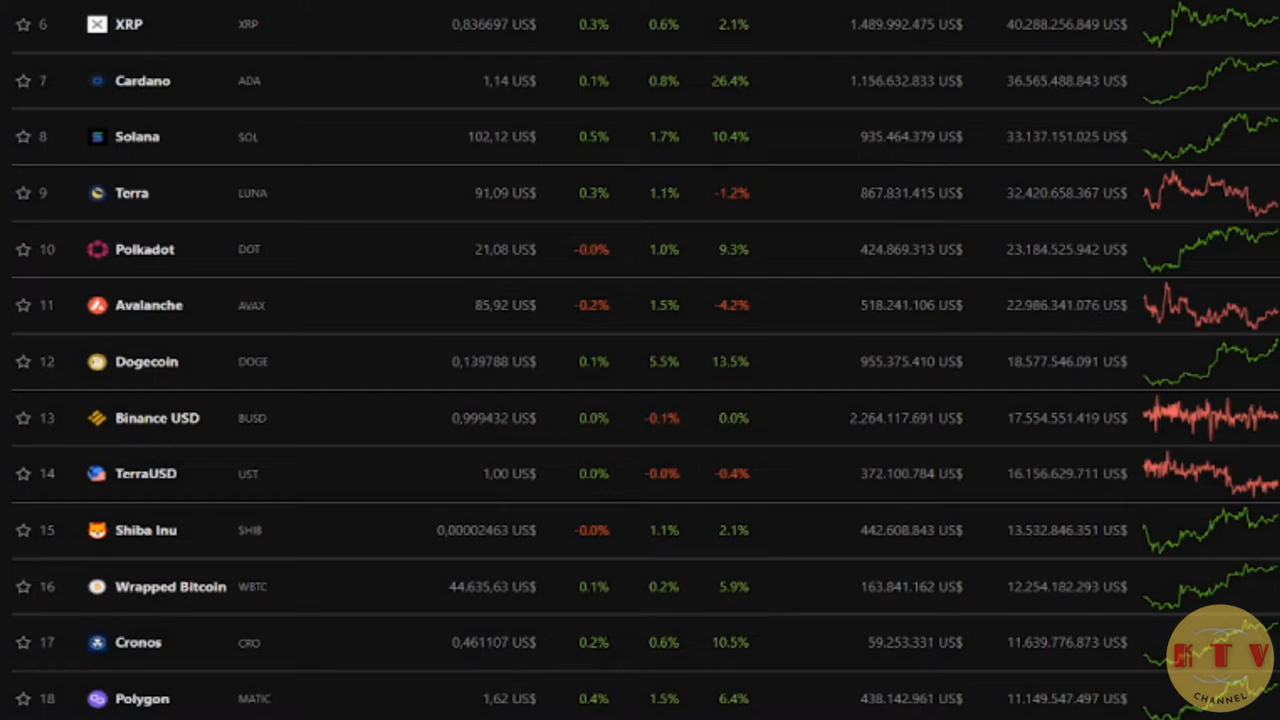 6 XRP XRP 0,836697 US$ 0.3% 0.6% 2.1% 1.489.992.475 US$ 40.288.256.849 US$
7 Cardano ADA 1,14 US$ 0.1% 0.8% 26.4% 1.156.632.833 US$ 36.565.488.843 US$
8 Solana SOL 102,12 US$ 0.5% 1.7% 10.4% 935.464.379 US$ 33.137.151.025 US$
9 Terra LUNA 91,09 US$ 0.3% 1.1% -1.2% 867.831.415 US$ 32.420.658.367 US$
10 Polkadot DOT 21,08 US$ -0.0% 1.0% 9.3% 424.869.313 US$ 23.184.525.942 US$
11 Avalanche AVAX 85,92 US$ -0.2% 1.5% -4.2% 518.241.106 US$ 22.986.341.076 US$
12 Dogecoin DOGE 0,139788 US$ 0.1% 5.5% 13.5% 955.375.410 US$ 18.577.546.091 US$
13 Binance USD BUSD 0,999432 US$ 0.0% -0.1% 0.0% 2.264.117.691 US$ 17.554.551.419 US$
14 TerraUSD UST 1,00 US$ 0.0% -0.0% -0.4% 372.100.784 US$ 16.156.629.711 US$
15 Shiba Inu SHIB 0,00002463 US$ -0.0% 1.1% 2.1% 442.608.843 US$ 13.532.846.351 US$
16 Wrapped Bitcoin WBTC 44.635,63 US$ 0.1% 0.2% 5.9% 163.841.162 US$ 12.254.182.293 US$
17 Cronos CRO 0,461107 US$ 0.2% 0.6% 10.5% 59.253.331 US$ 11.639.776.873 US$
18 Polygon MATIC 1,62 US$ 0.4% 1.5% 6.4% 438.142.961 US$ 11.149.547.497 US$
KTV
CHANNEL